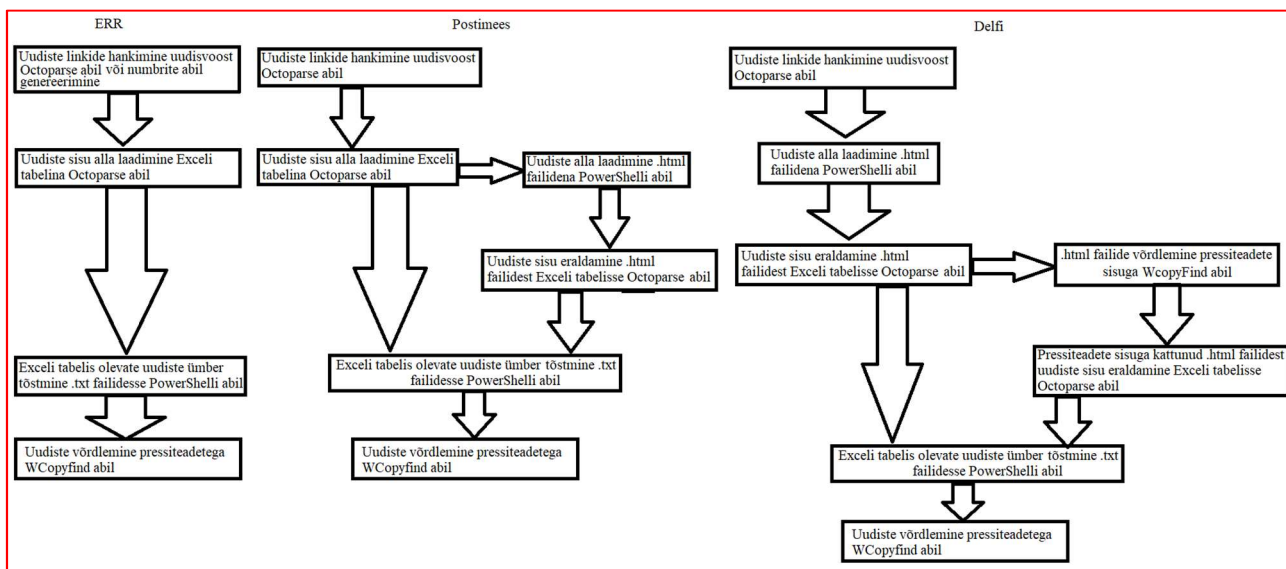 ERR
Uudiste linkide hankimine uudisvoost
Octoparse abil või numbrite abil
genereerimine
Uudiste sisu alla laadimine Exceli
tabelina Octoparse abil
Exceli tabelis olevate uudiste ümber
tõstmine .txt failidesse PowerShelli abil
Uudiste võrdlemine pressiteadetega
WCopyfind abil
Postimees
Uudiste linkide hankimine uudisvoost
Octoparse abil
Uudiste sisu alla laadimine Exceli
tabelina Octoparse abil
Uudiste alla laadimine .html
failidena PowerShelli abil
Uudiste sisu eraldamine .html
failidest Exceli tabelisse Octoparse abil
Exceli tabelis olevate uudiste ümber tõstmine .txt
failidesse PowerShelli abil
Uudiste võrdlemine pressiteadetega
WCopyfind abil
Delfi
Uudiste linkide hankimine uudisvoost
Octoparse abil
Uudiste alla laadimine .html
failidena PowerShelli abil
Uudiste sisu eraldamine .html
failidest Exceli tabelisse Octoparse abil
.html failide võrdlemine pressiteadete
sisuga WcopyFind abil
Pressiteadete sisuga kattunud .html failidest
uudiste sisu eraldamine Exceli tabelisse
Octoparse abil
Exceli tabelis olevate uudiste ümber tõstmine .txt
failidesse PowerShelli abil
Uudiste võrdlemine pressiteadetega
WCopyfind abil